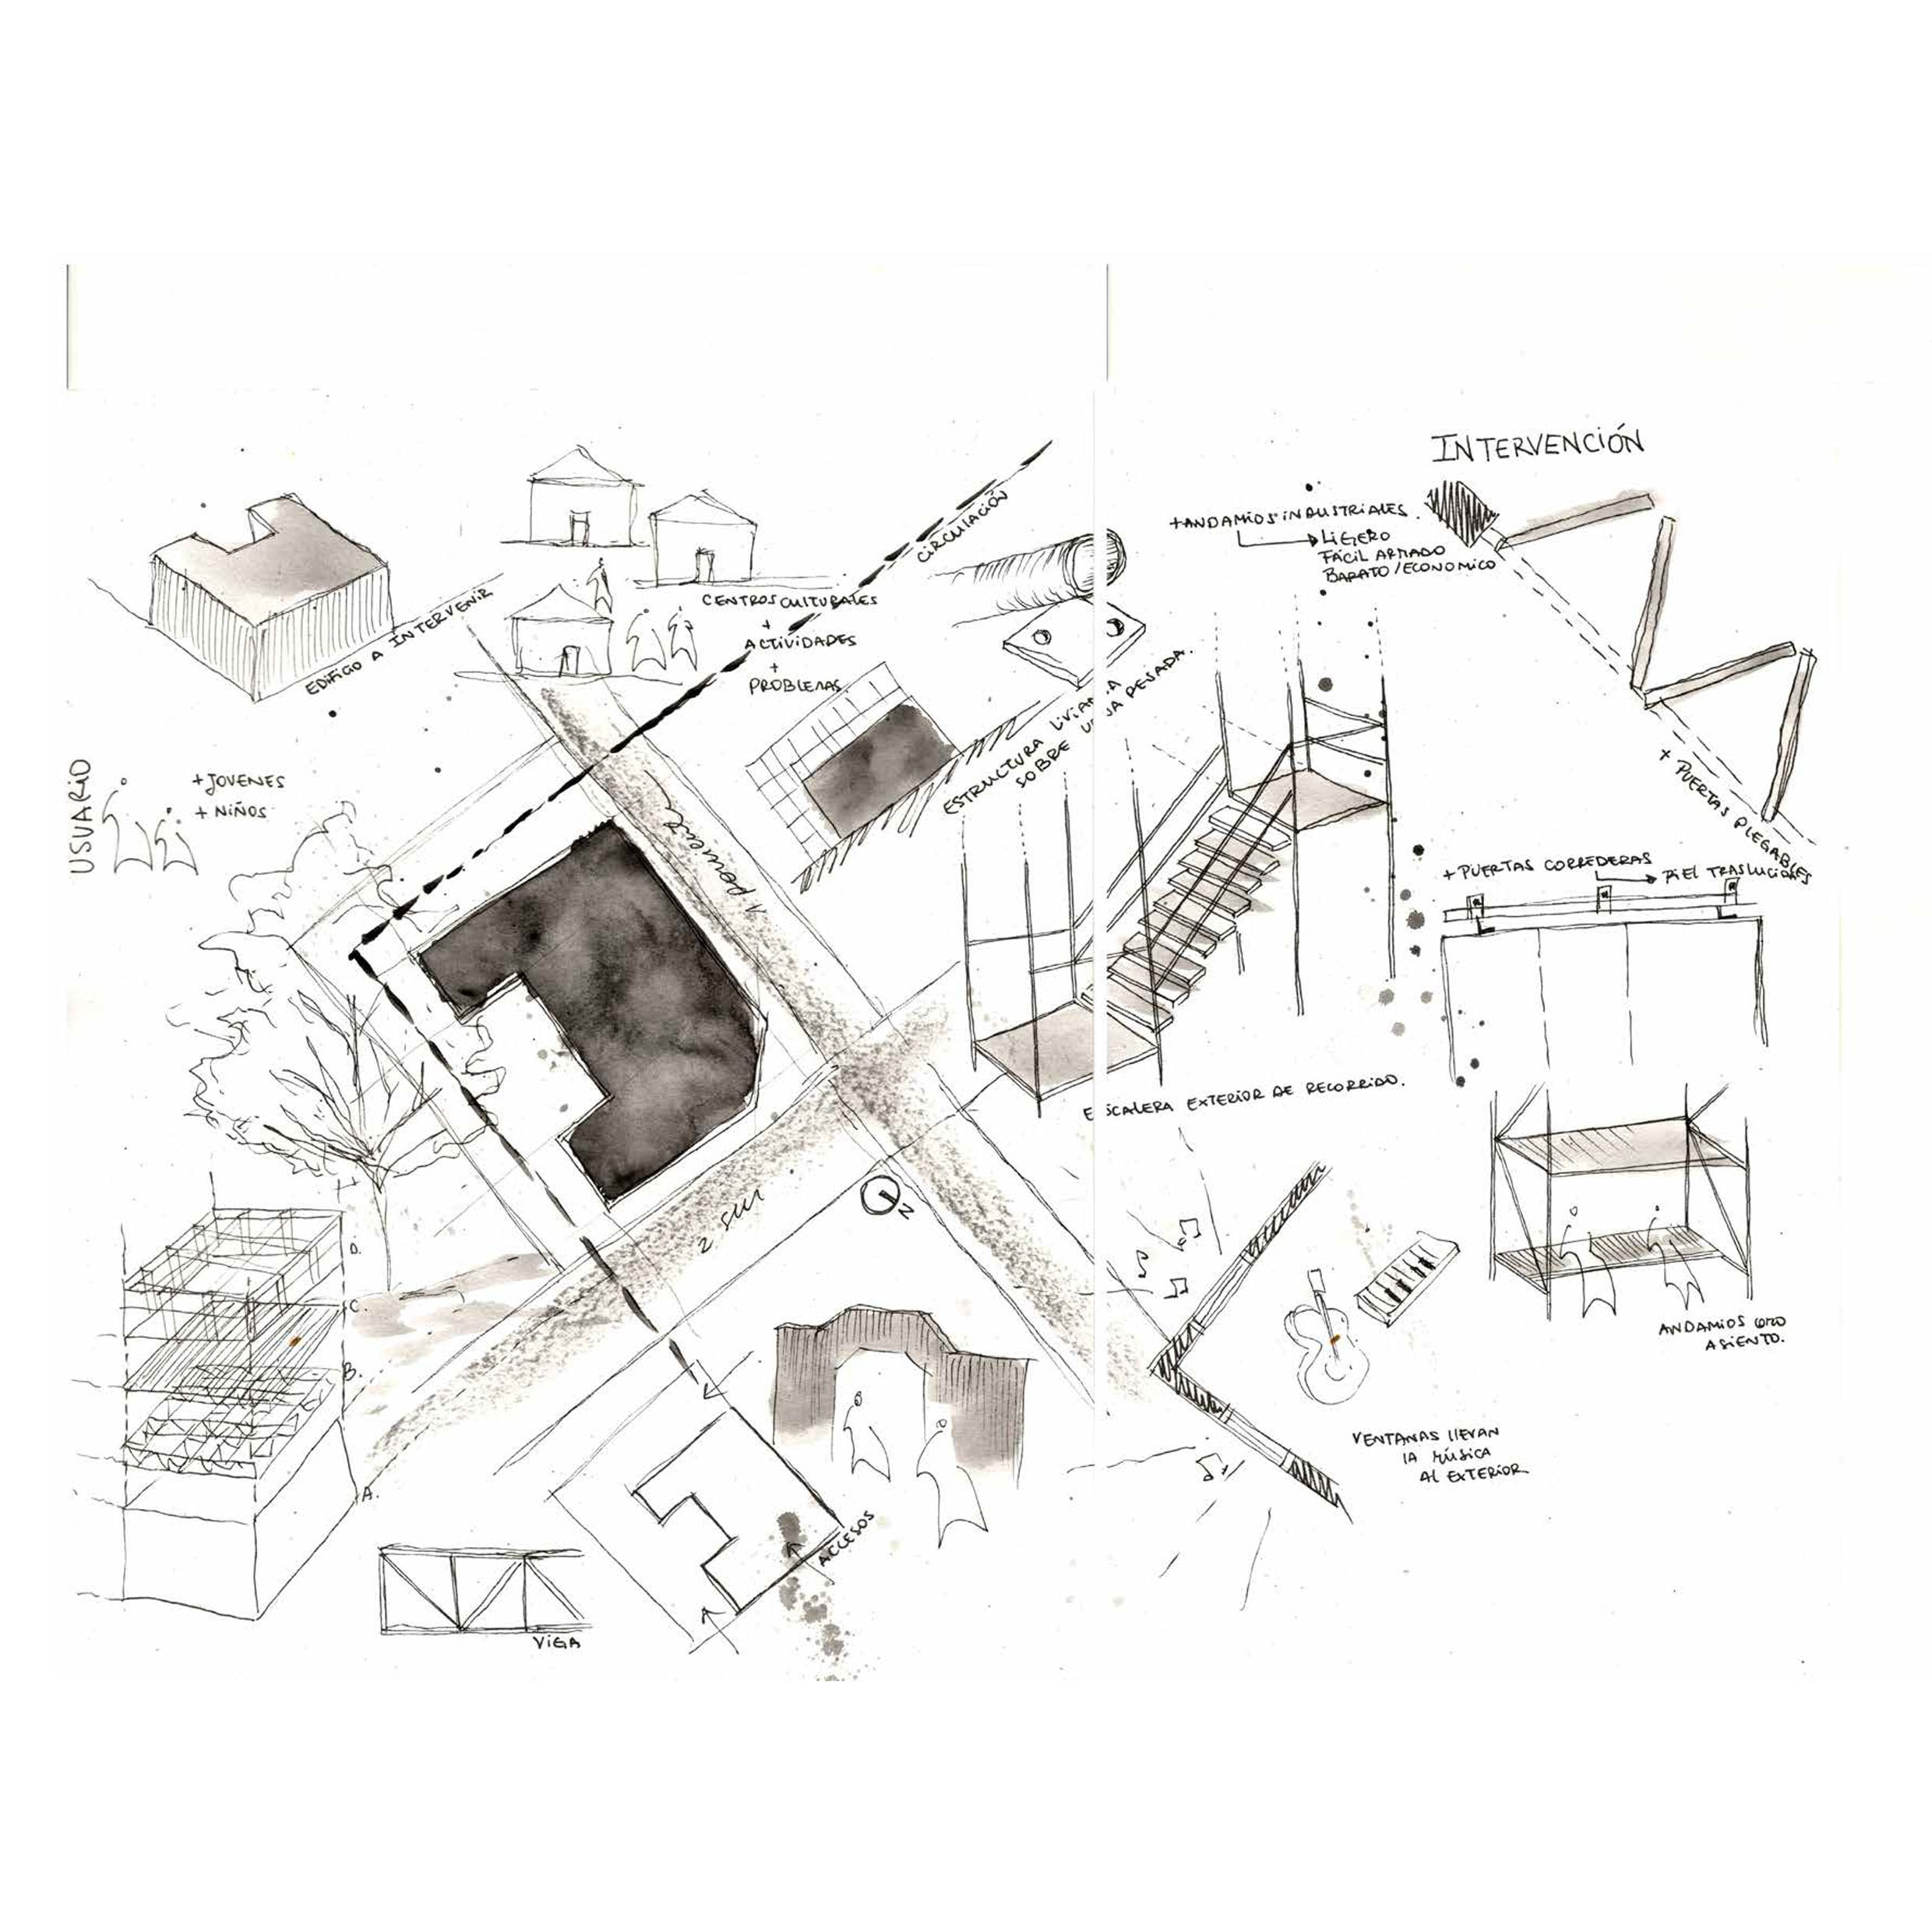 INTERVENCIÓN
+ANDAMIOS INDUSTRIALES.
LIGERO
FÁCIL ARMADO
BARATO/ECONOMICO
CIRCULACIÓN
EDIFICIO A INTERVENIR
CENTROS CULTURALES
+
ACTIVIDADES
+
PROBLEMAS
USUARIO
+JOVENES
+ NIÑOS
ESTRUCTURA LIVIANA
SOBRE UNA PESADA.
+ PUERTAS PLEGABLES
+ PUERTAS CORREDERAS
PIEL TRASLUCIDAS
1 poniente
2 sur
N
ESCALERA EXTERIOR DE RECORRIDO.
D.
C.
B.
A.
ANDAMIOS COMO
ASIENTO.
VENTANAS LLEVAN
LA MÚSICA
AL EXTERIOR
ACCESOS
VIGA